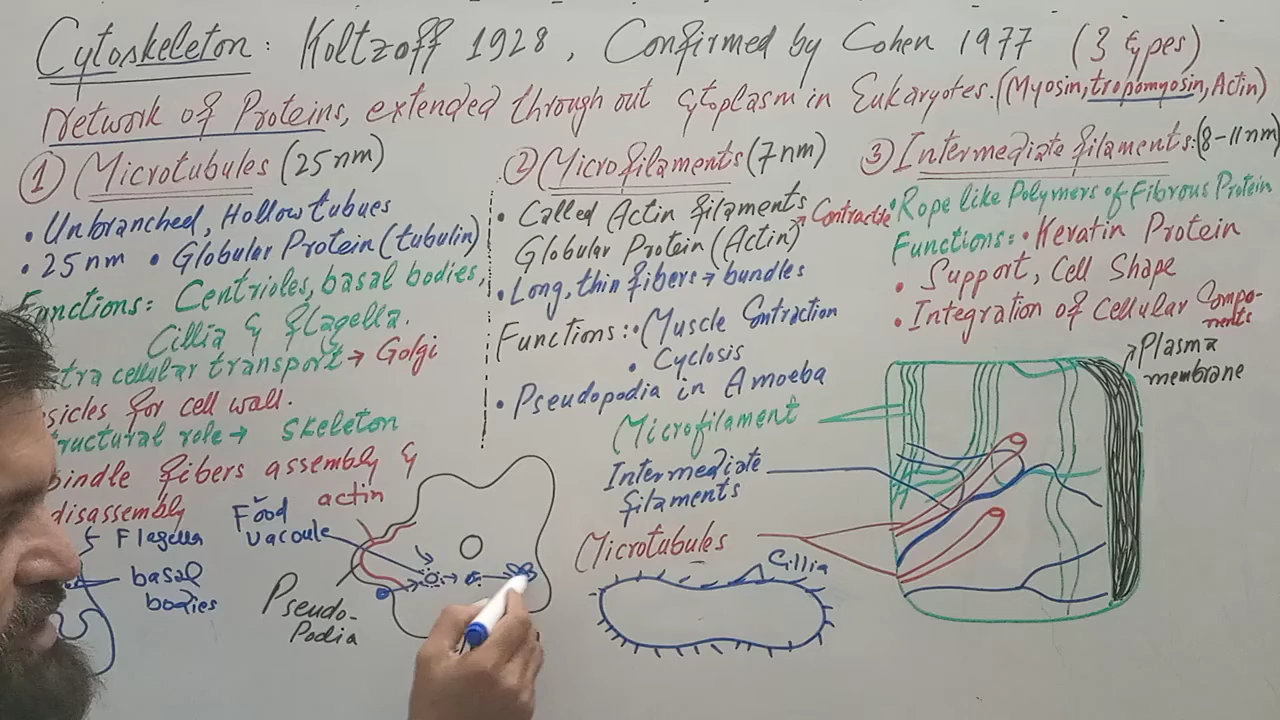 Cytoskeleton: Koltzoff 1928, Confirmed by Cohen 1977 (3 types)
Network of Proteins, extended through out cytoplasm in Eukaryotes. (Myosin, tropomyosin, Actin)
① Microtubules (25nm)
• Unbranched, Hollow tubues
• 25nm • Globular Protein (tubulin)
Functions: Centrioles, basal bodies,
Cillia & flagella.
tra cellular transport → Golgi
sicles for cell wall.
tructural role → Skeleton
pindle fibers assembly &
disassembly
② Microfilaments (7nm)
• Called Actin filaments
Globular Protein (Actin) → Contractile
• Long, thin fibers → bundles
Functions: • Muscle Contraction
• Cyclosis
• Pseudopodia in Amoeba
③ Intermediate filaments: (8-11nm)
• Rope like Polymers of Fibrous Protein
Functions: • Keratin Protein
• Support, Cell Shape
• Integration of Cellular Compo-
nents
Plasma
membrane
Microfilament
Intermediate
filaments
Microtubules
Cillia
actin
Food
vacoule
Pseudo-
Podia
Flagella
basal
bodies